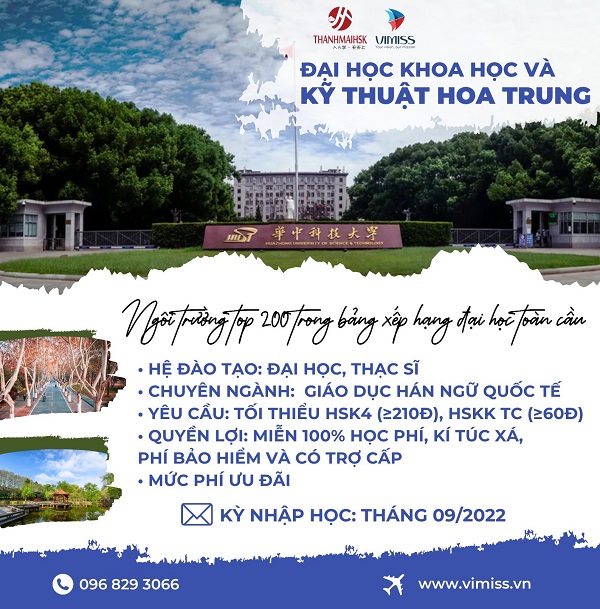 THANHMAIHSK
VIMISS
ĐẠI HỌC KHOA HỌC VÀ
KỸ THUẬT HOA TRUNG
華中科技大学
HUAZHONG UNIVERSITY OF SCIENCE & TECHNOLOGY
Ngôi trường top 200 trong bảng xếp hạng đại học toàn cầu
• HỆ ĐÀO TẠO: ĐẠI HỌC, THẠC SĨ
• CHUYÊN NGÀNH: GIÁO DỤC HÁN NGỮ QUỐC TẾ
• YÊU CẦU: TỐI THIỂU HSK4 (≥210Đ), HSKK TC (≥60Đ)
• QUYỀN LỢI: MIỄN 100% HỌC PHÍ, KÍ TÚC XÁ,
PHÍ BẢO HIỂM VÀ CÓ TRỢ CẤP
• MỨC PHÍ ƯU ĐÃI
KỲ NHẬP HỌC: THÁNG 09/2022
096 829 3066
www.vimiss.vn